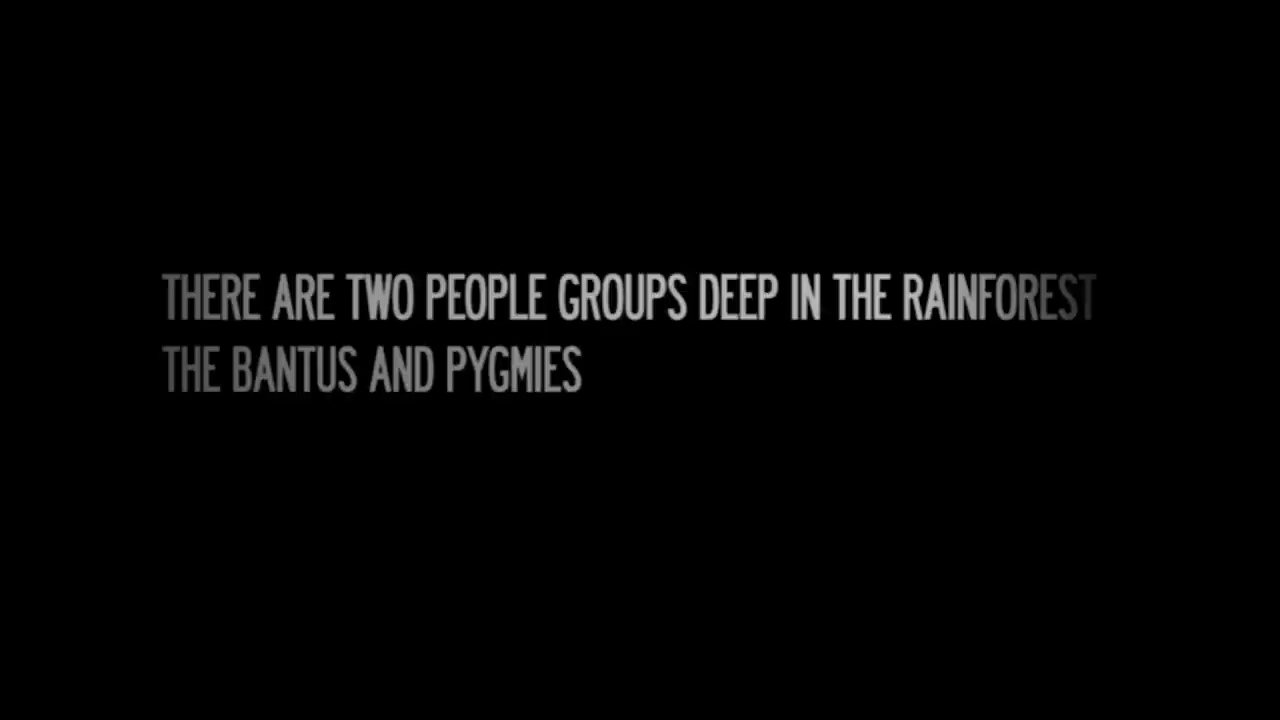 THERE ARE TWO PEOPLE GROUPS DEEP IN THE RAINFOREST
THE BANTUS AND PYGMIES